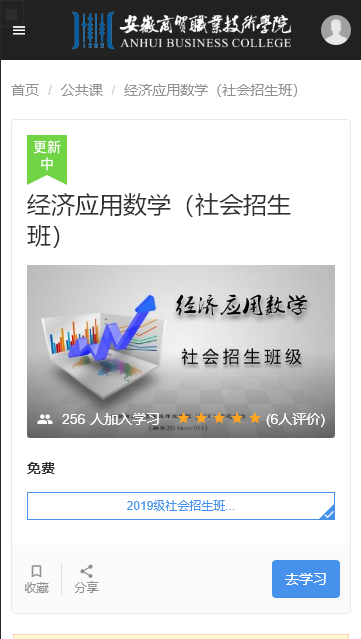 安徽商贸職業技術學院
ANHUI BUSINESS COLLEGE
首页 / 公共课 / 经济应用数学（社会招生班）
更新
中
经济应用数学（社会招生
班）
经济应用数学
社会招生班级
256 人加入学习
(6人评价)
免费
2019级社会招生班...
收藏
分享
去学习